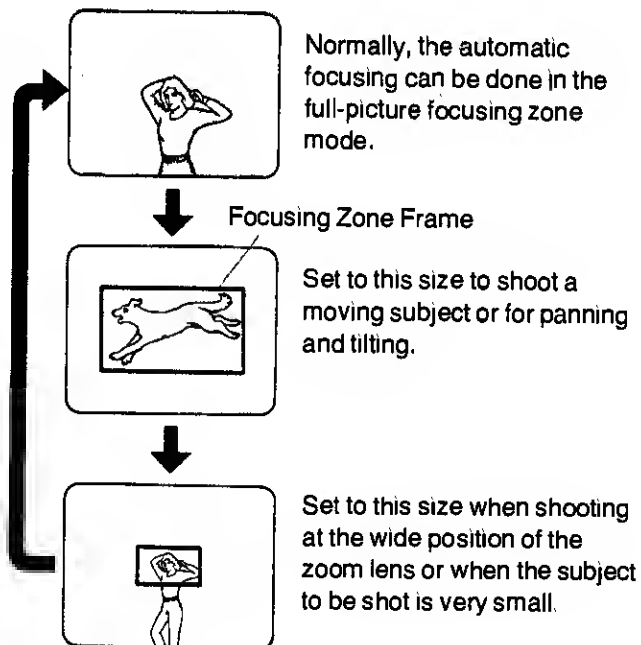 Normally, the automatic
focusing can be done in the
full-picture focusing zone
mode.
Focusing Zone Frame
Set to this size to shoot a
moving subject or for panning
and tilting.
Set to this size when shooting
at the wide position of the
zoom lens or when the subject
to be shot is very small.